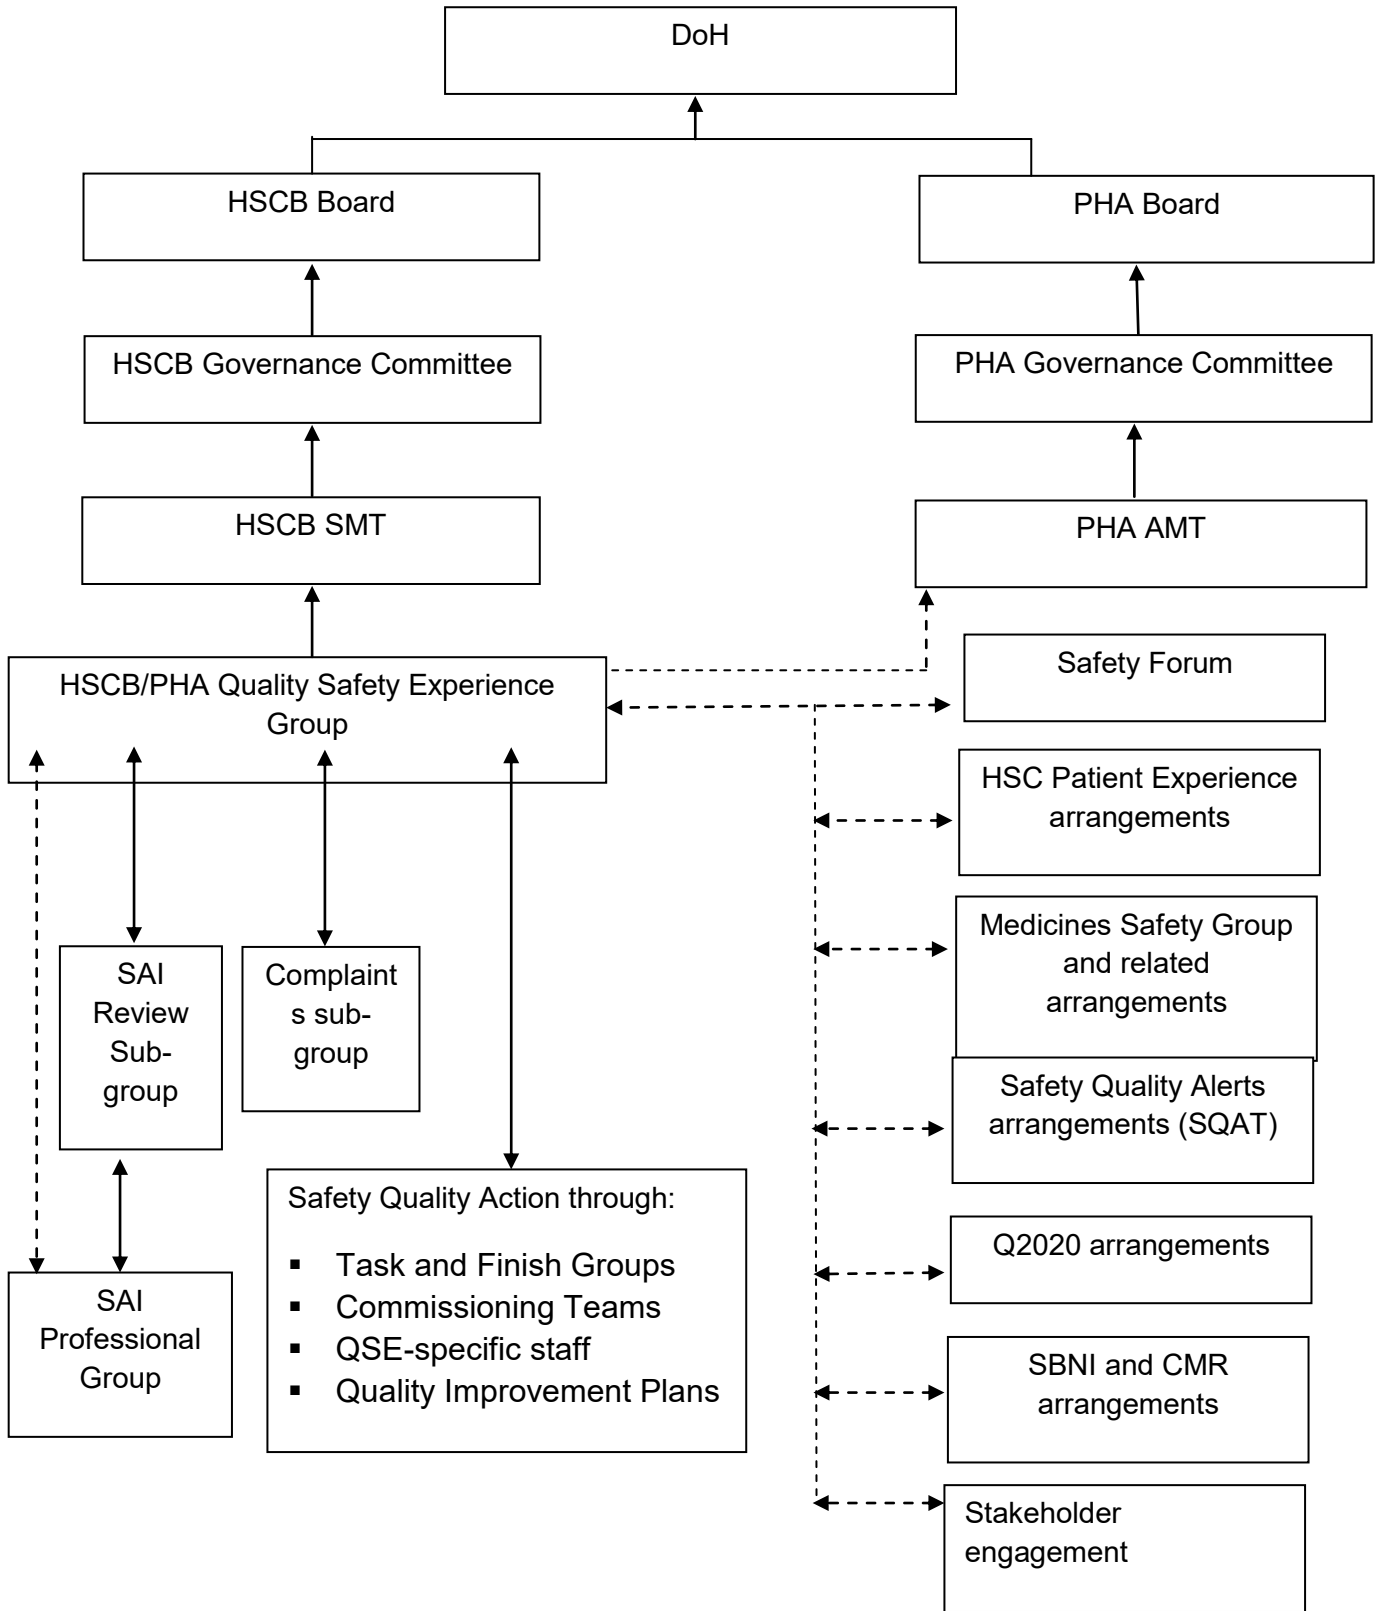 DoH
HSCB Board
PHA Board
HSCB Governance Committee
PHA Governance Committee
HSCB SMT
PHA AMT
HSCB/PHA Quality Safety Experience
Group
Safety Forum
HSC Patient Experience
arrangements
Medicines Safety Group
and related
arrangements
Safety Quality Alerts
arrangements (SQAT)
Q2020 arrangements
SBNI and CMR
arrangements
Stakeholder
engagement
SAI
Review
Sub-
group
Complaint
s sub-
group
SAI
Professional
Group
Safety Quality Action through:
▪ Task and Finish Groups
▪ Commissioning Teams
▪ QSE-specific staff
▪ Quality Improvement Plans